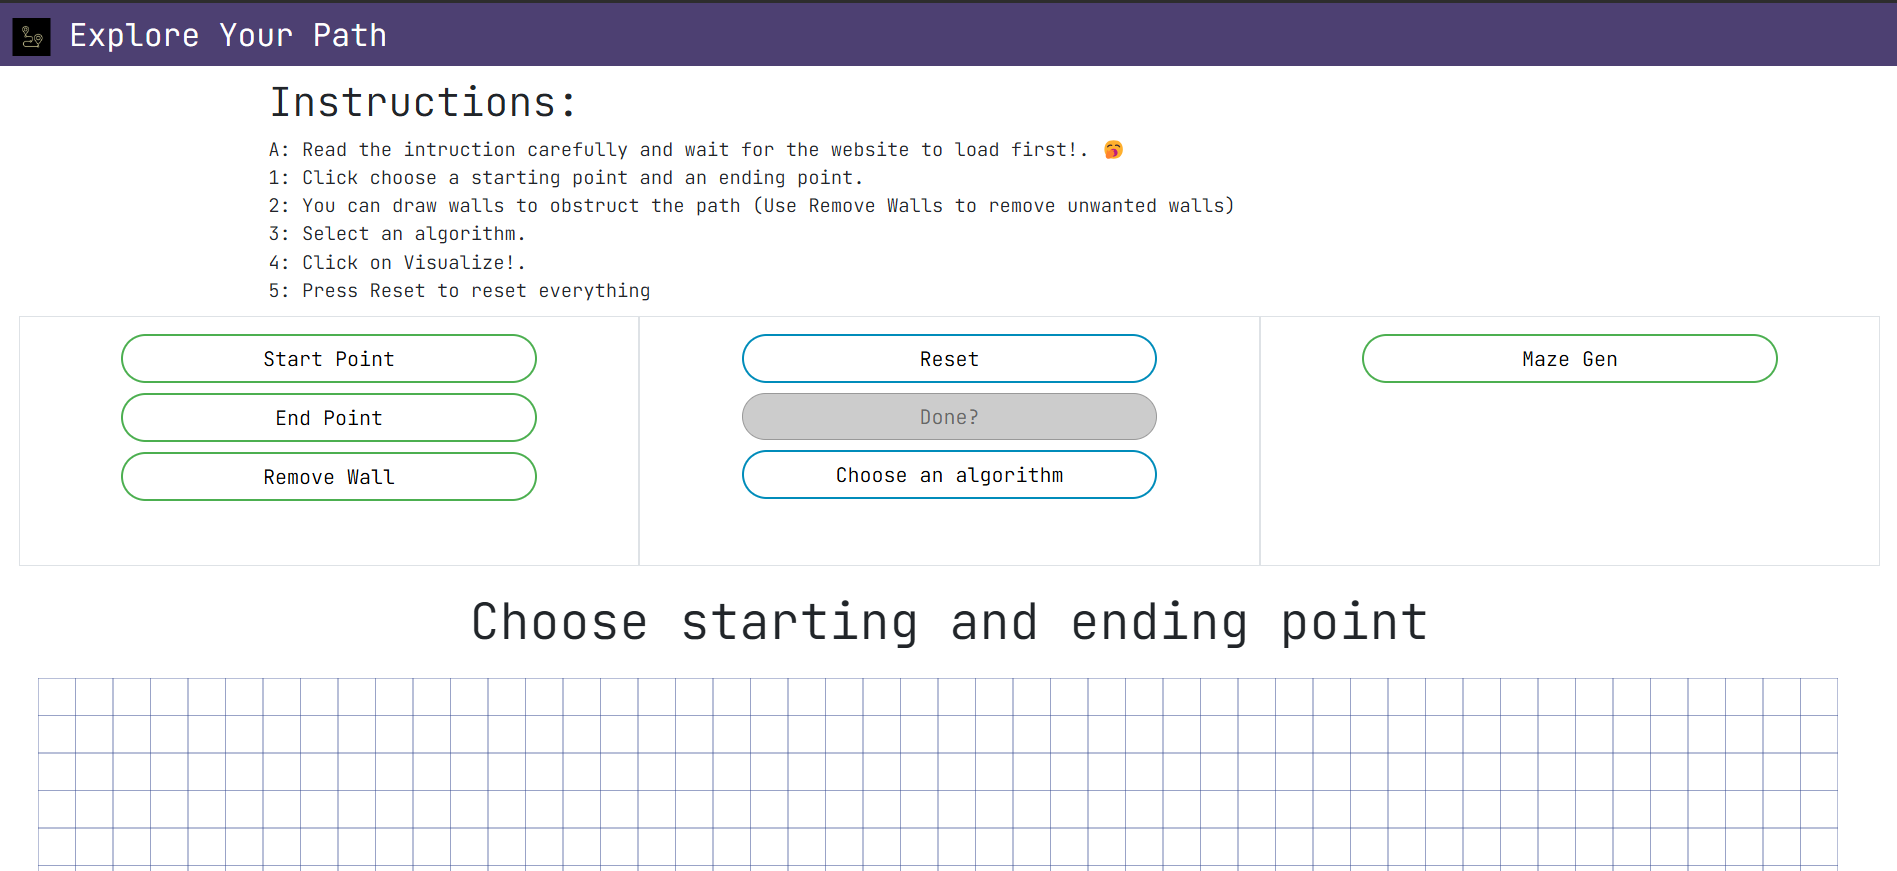 Explore Your Path
Instructions:
A: Read the intruction carefully and wait for the website to load first!. 🥱
1: Click choose a starting point and an ending point.
2: You can draw walls to obstruct the path (Use Remove Walls to remove unwanted walls)
3: Select an algorithm.
4: Click on Visualize!.
5: Press Reset to reset everything
Start Point
End Point
Remove Wall
Reset
Done?
Choose an algorithm
Maze Gen
Choose starting and ending point